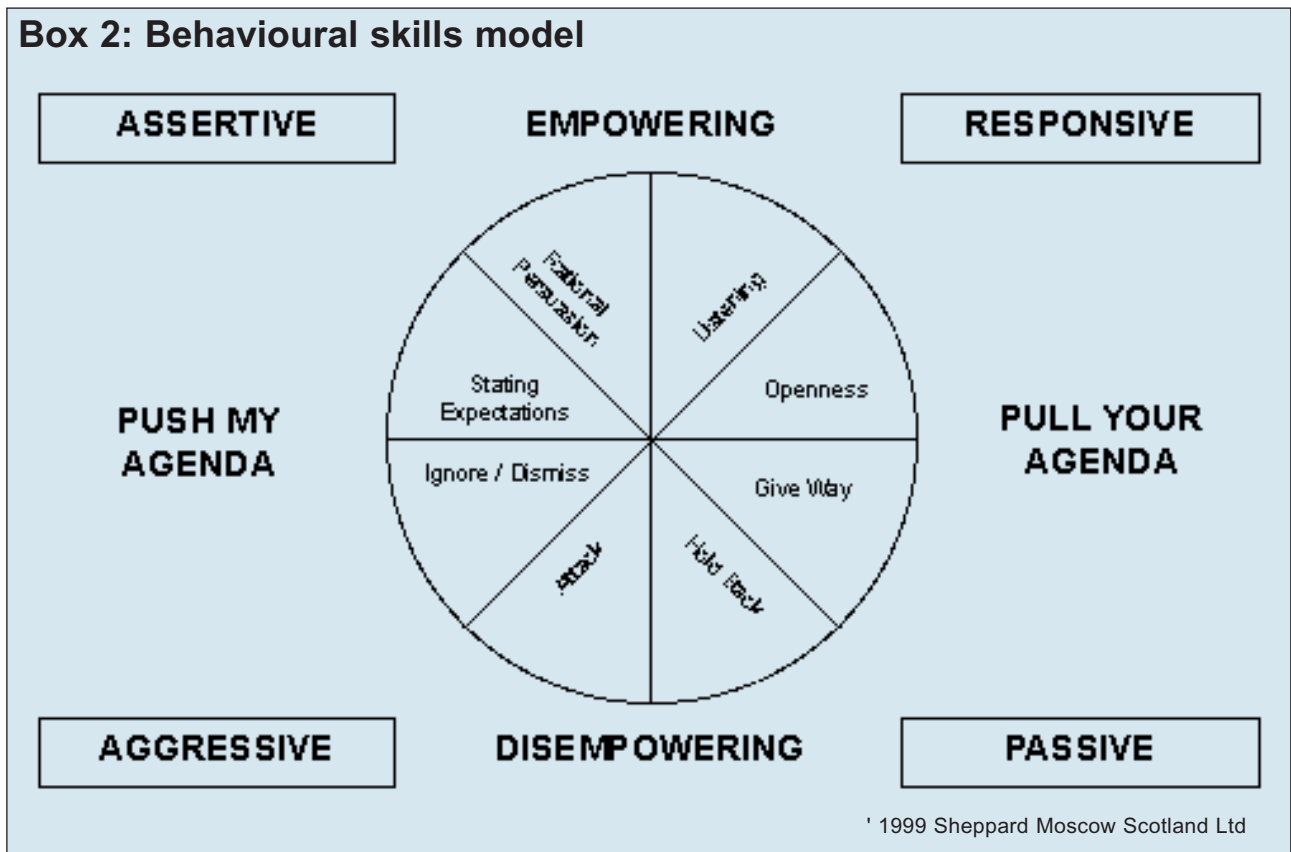 Box 2: Behavioural skills model
ASSERTIVE
EMPOWERING
RESPONSIVE
Rational
Persuasion
Listening
Stating
Expectations
Openness
PUSH MY
AGENDA
PULL YOUR
AGENDA
Ignore / Dismiss
Give Way
Attack
Hold Back
AGGRESSIVE
DISEMPOWERING
PASSIVE
' 1999 Sheppard Moscow Scotland Ltd